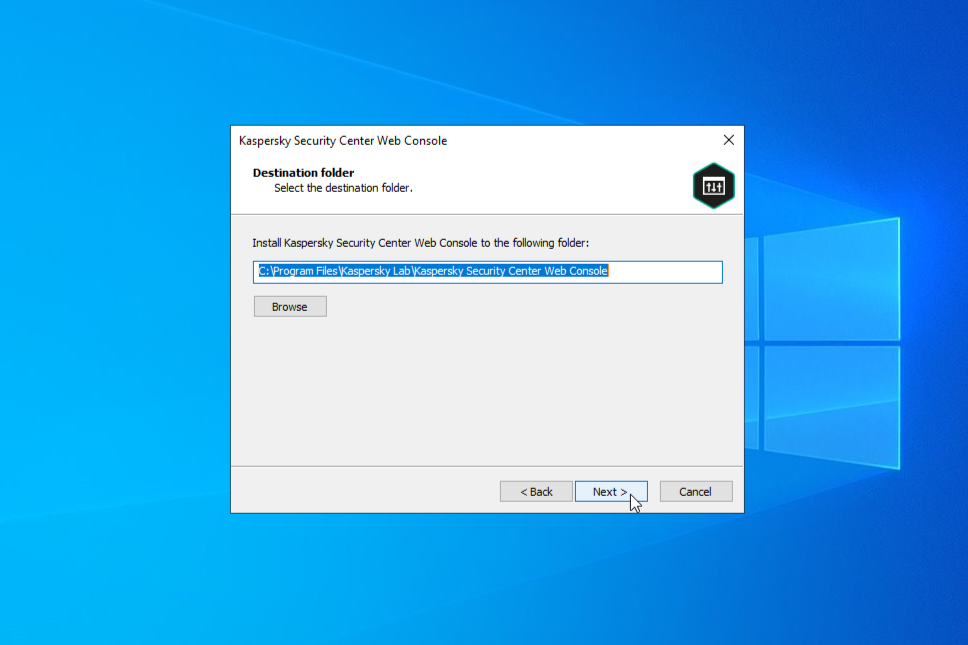 Kaspersky Security Center Web Console
Destination folder
Select the destination folder.
Install Kaspersky Security Center Web Console to the following folder:
C:\Program Files\Kaspersky Lab\Kaspersky Security Center Web Console
Browse
< Back
Next >
Cancel